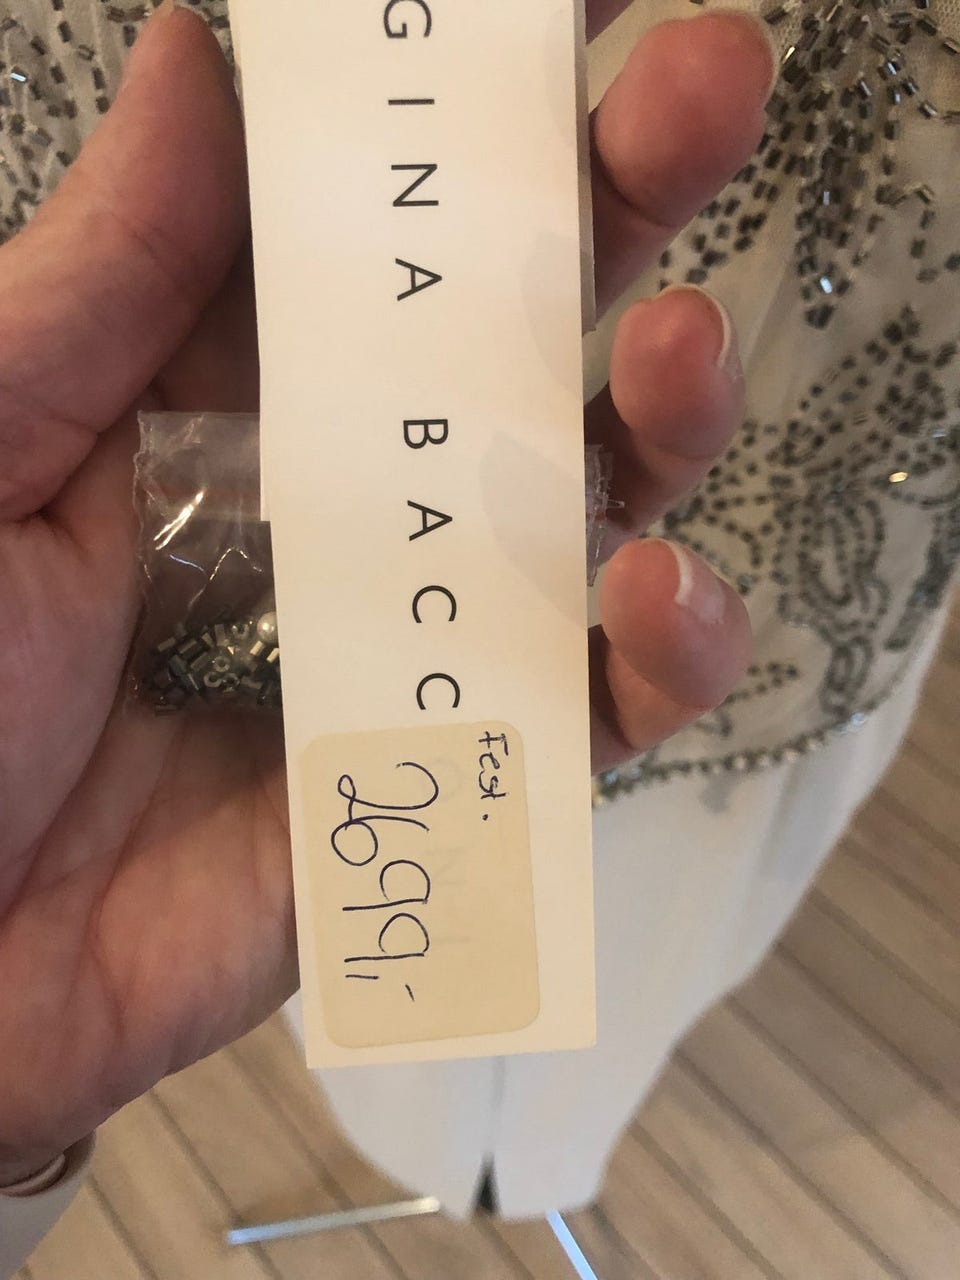 GINA BACC
Fest.
2699,-